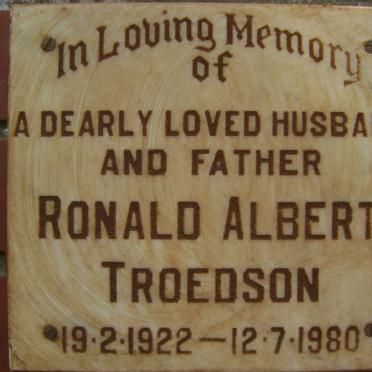 In Loving Memory
of
A DEARLY LOVED HUSBA
AND FATHER
RONALD ALBERT
TROEDSON
19·2·1922—12·7·1980